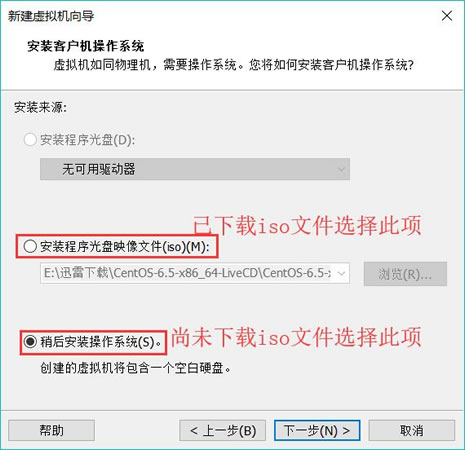 新建虚拟机向导
安装客户机操作系统
虚拟机如同物理机，需要操作系统。您将如何安装客户机操作系统?
安装来源:
安装程序光盘(D):
无可用驱动器
已下载iso文件选择此项
安装程序光盘映像文件(iso)(M):
E:\迅雷下载\CentOS-6.5-x86_64-LiveCD\CentOS-6.5-x
浏览(R)...
稍后安装操作系统(S)。
尚未下载iso文件选择此项
创建的虚拟机将包含一个空白硬盘。
帮助
< 上一步(B)
下一步(N) >
取消